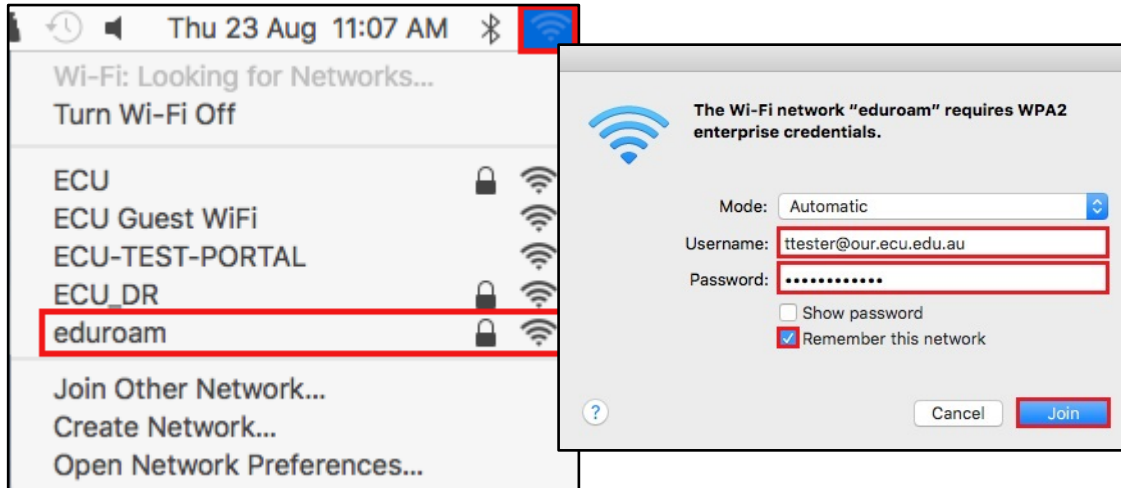 Thu 23 Aug 11:07 AM
Wi-Fi: Looking for Networks...
Turn Wi-Fi Off
ECU
ECU Guest WiFi
ECU-TEST-PORTAL
ECU_DR
eduroam
Join Other Network...
Create Network...
Open Network Preferences...
The Wi-Fi network "eduroam" requires WPA2
enterprise credentials.
Mode: Automatic
Username: ttester@our.ecu.edu.au
Password: ••••••••••••
Show password
Remember this network
? Cancel Join